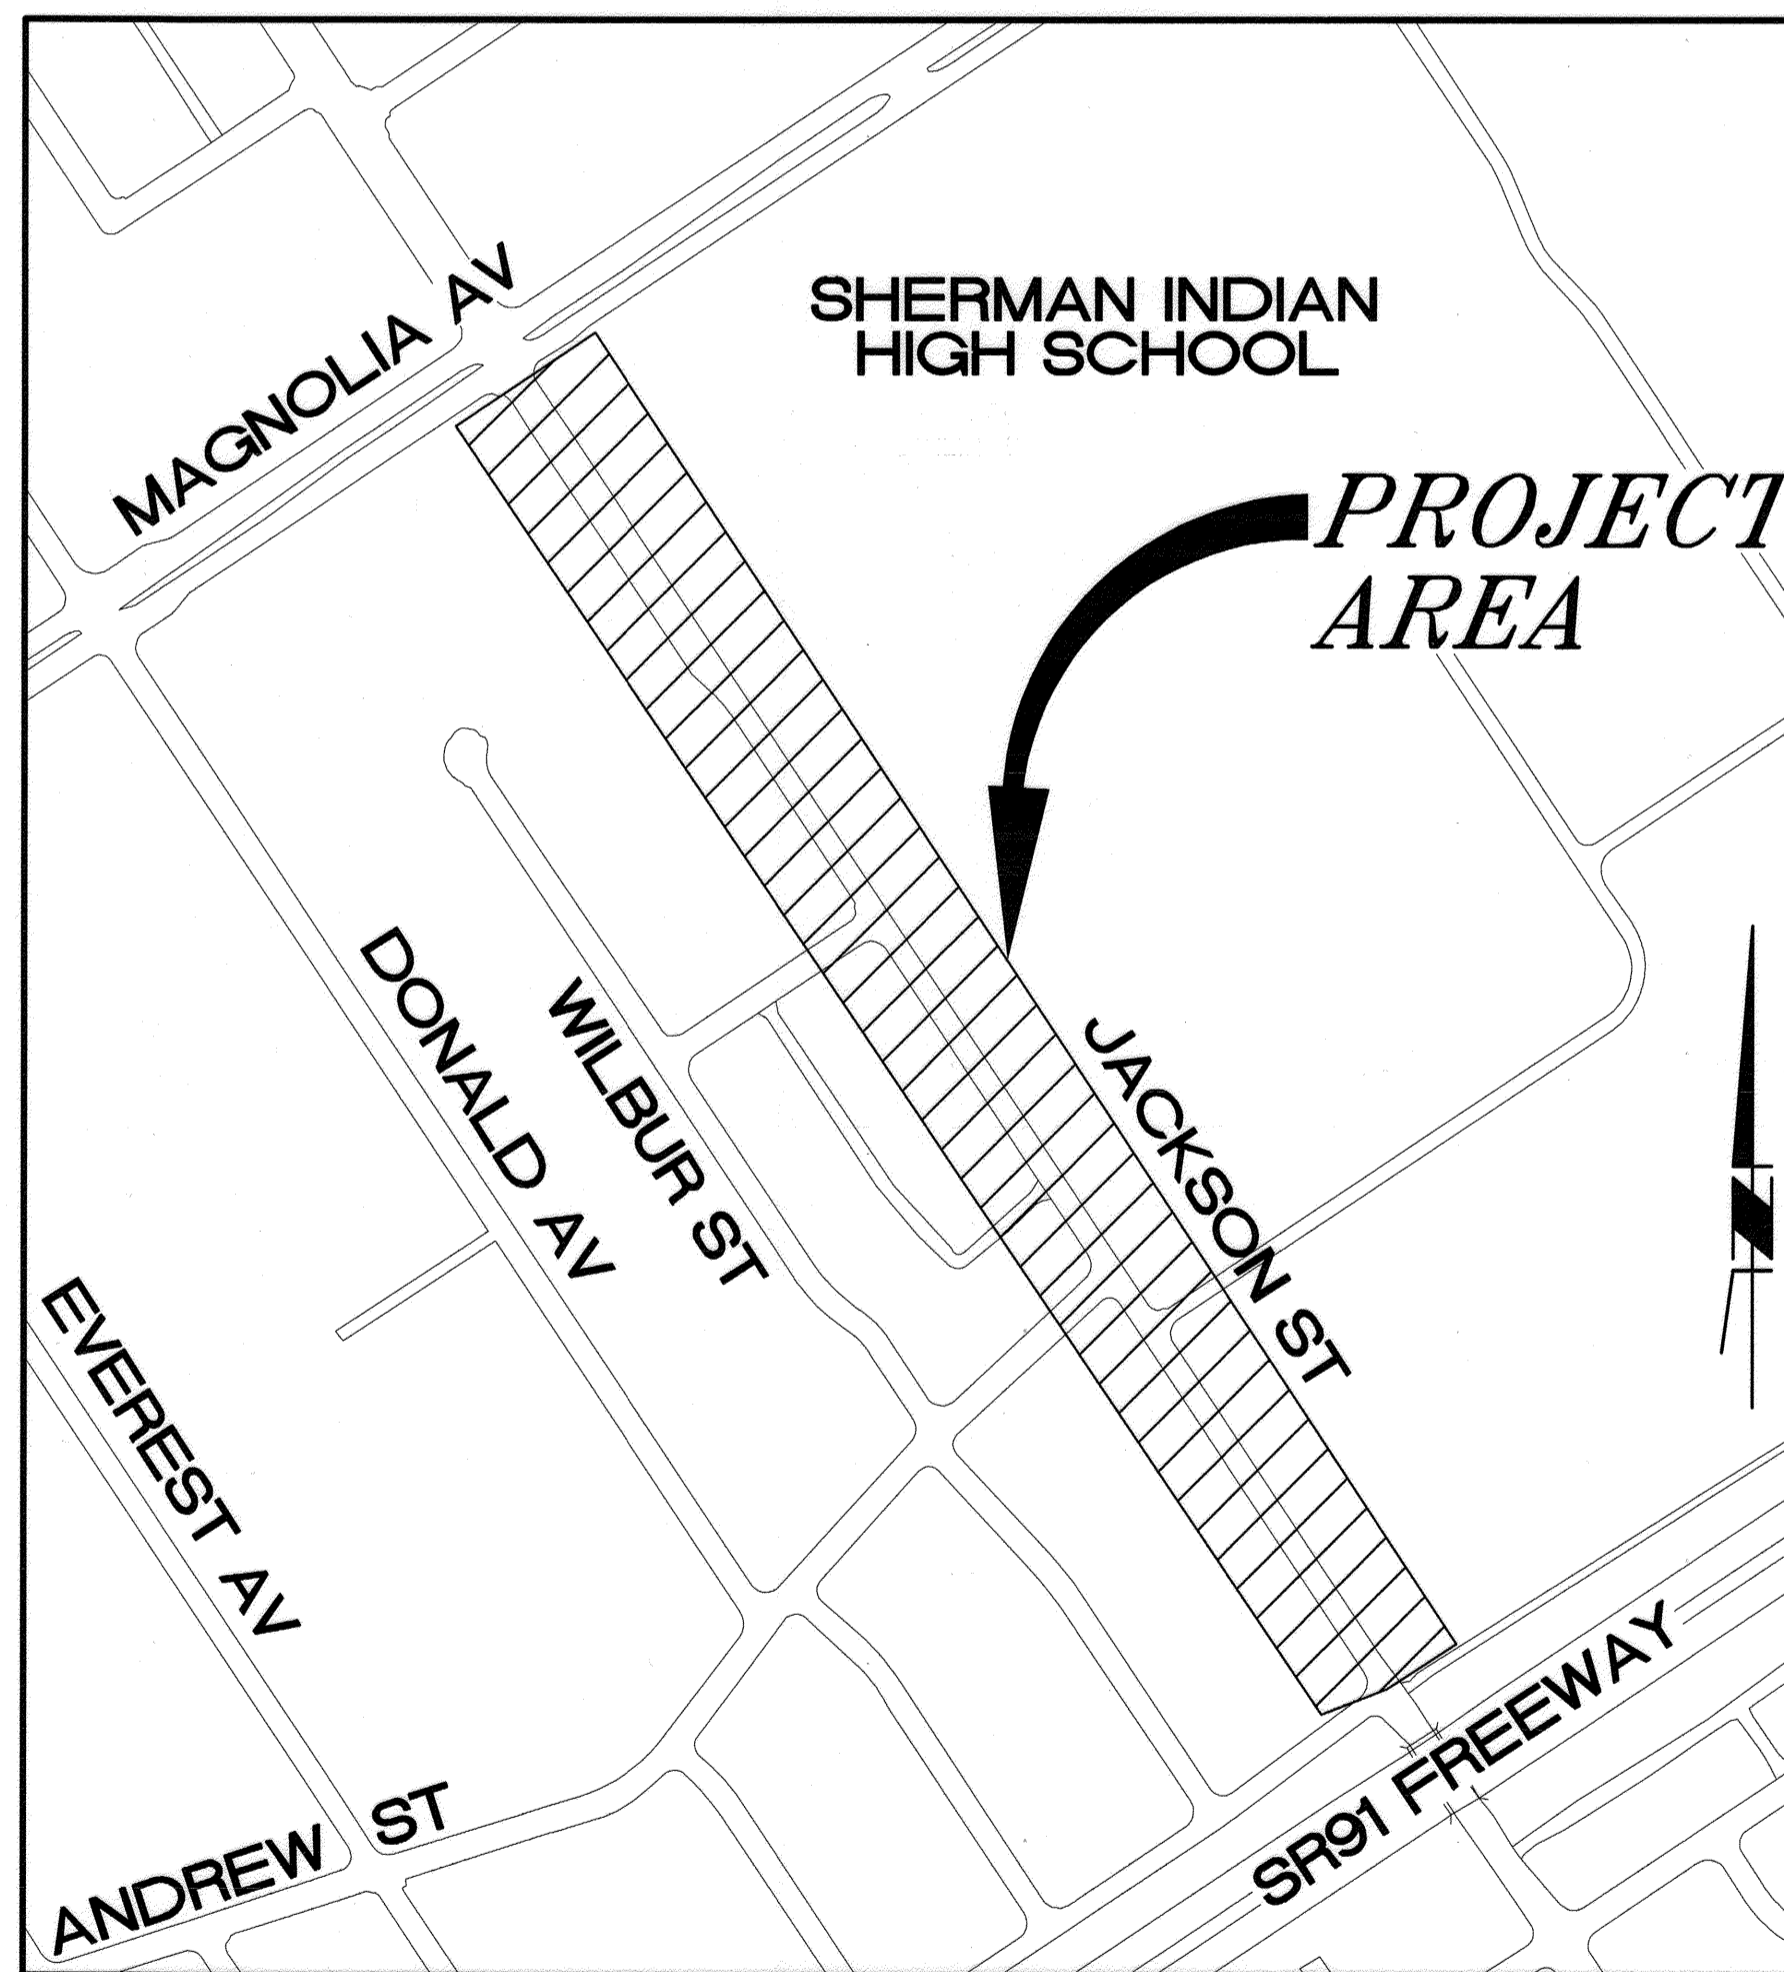 MAGNOLIA AV
SHERMAN INDIAN
HIGH SCHOOL
PROJECT
AREA
DONALD AV
WILBUR ST
JACKSON ST
N
EVEREST AV
SR91 FREEWAY
ANDREW ST